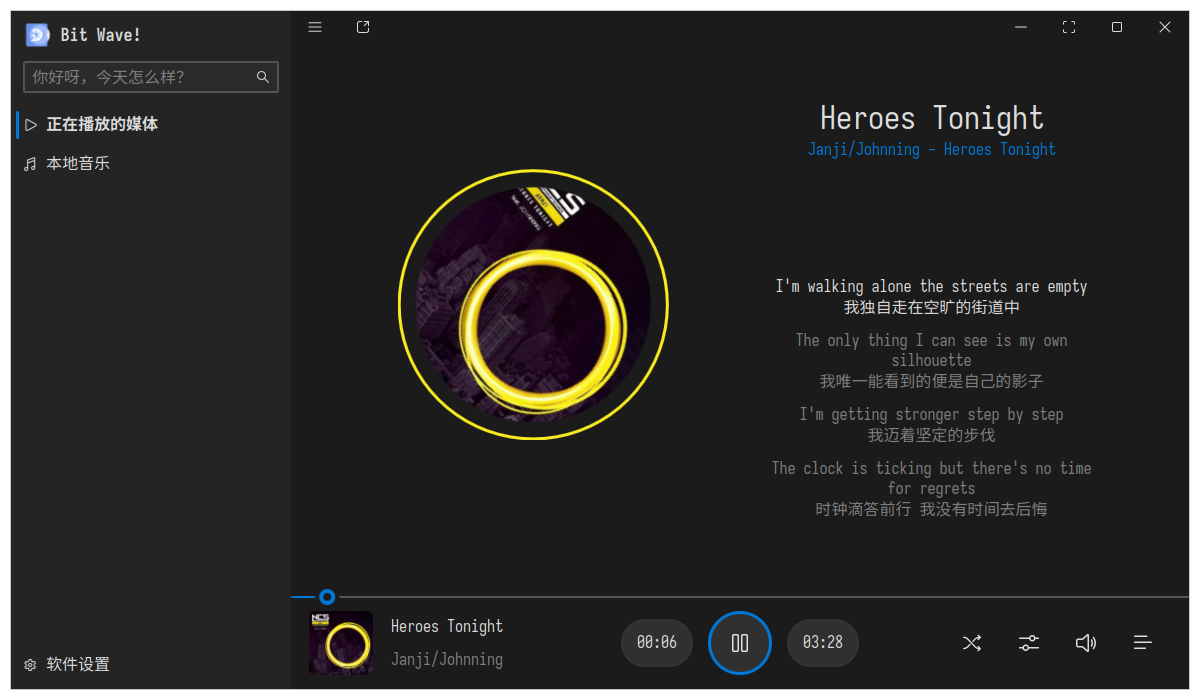 Bit Wave!
你好呀，今天怎么样？
正在播放的媒体
本地音乐
软件设置
Heroes Tonight
Janji/Johnning - Heroes Tonight
I'm walking alone the streets are empty
我独自走在空旷的街道中
The only thing I can see is my own
silhouette
我唯一能看到的便是自己的影子
I'm getting stronger step by step
我迈着坚定的步伐
The clock is ticking but there's no time
for regrets
时钟滴答前行 我没有时间去后悔
NCS
Heroes Tonight
Janji/Johnning
00:06
03:28